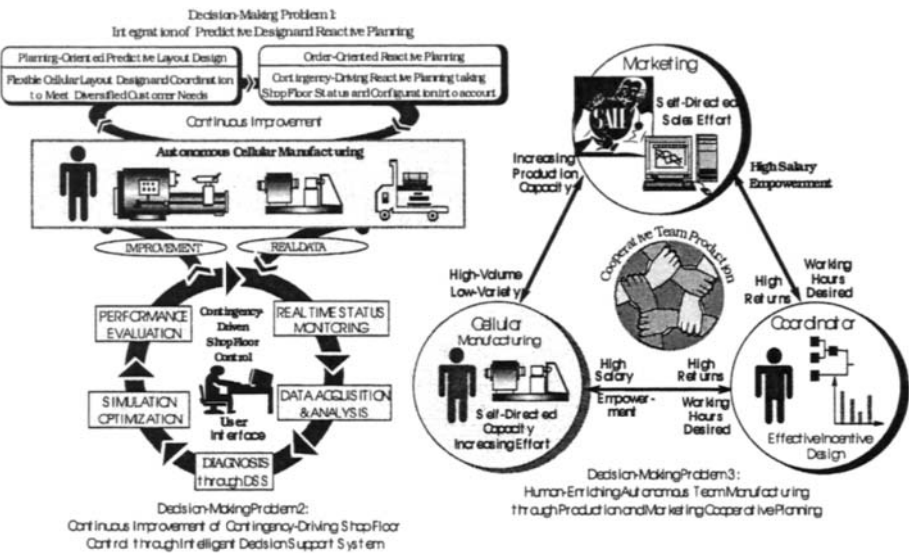 Decision-Making Problem 1:
Integration of Predictive Design and Reactive Planning
Planning-Oriented Predictive Layout Design
Flexible Cellular Layout Design and Coordination
to Meet Diversified Customer Needs
Order-Oriented Reactive Planning
Contingency-Driving Reactive Planning taking
Shop Floor Status and Configuration into account
Continuous Improvement
Autonomous Cellular Manufacturing
IMPROVEMENT
REALDATA
Contingency-
Driven
Shop Floor
Control
User
Interface
REAL TIME STATUS
MONITORING
DATA ACQUISITION
& ANALYSIS
DIAGNOSIS
through DSS
SIMULATION
OPTIMIZATION
PERFORMANCE
EVALUATION
Decision-Making Problem 2:
Continuous Improvement of Contingency-Driving Shop Floor
Control through Intelligent Decision Support System
Marketing
SALE
Self-Directed
Sales Effort
Increasing
Production
Capacity
High Salary
Empowerment
Cooperative Team Production
High-Volume
Low-Variety
High
Returns
Working
Hours
Desired
Cellular
Manufacturing
Self-Directed
Capacity
Increasing Effort
High
Salary
Empower-
ment
High
Returns
Working
Hours
Desired
Coordinator
Effective Incentive
Design
Decision-Making Problem 3:
Human-Enriching Autonomous Team Manufacturing
through Production and Marketing Cooperative Planning